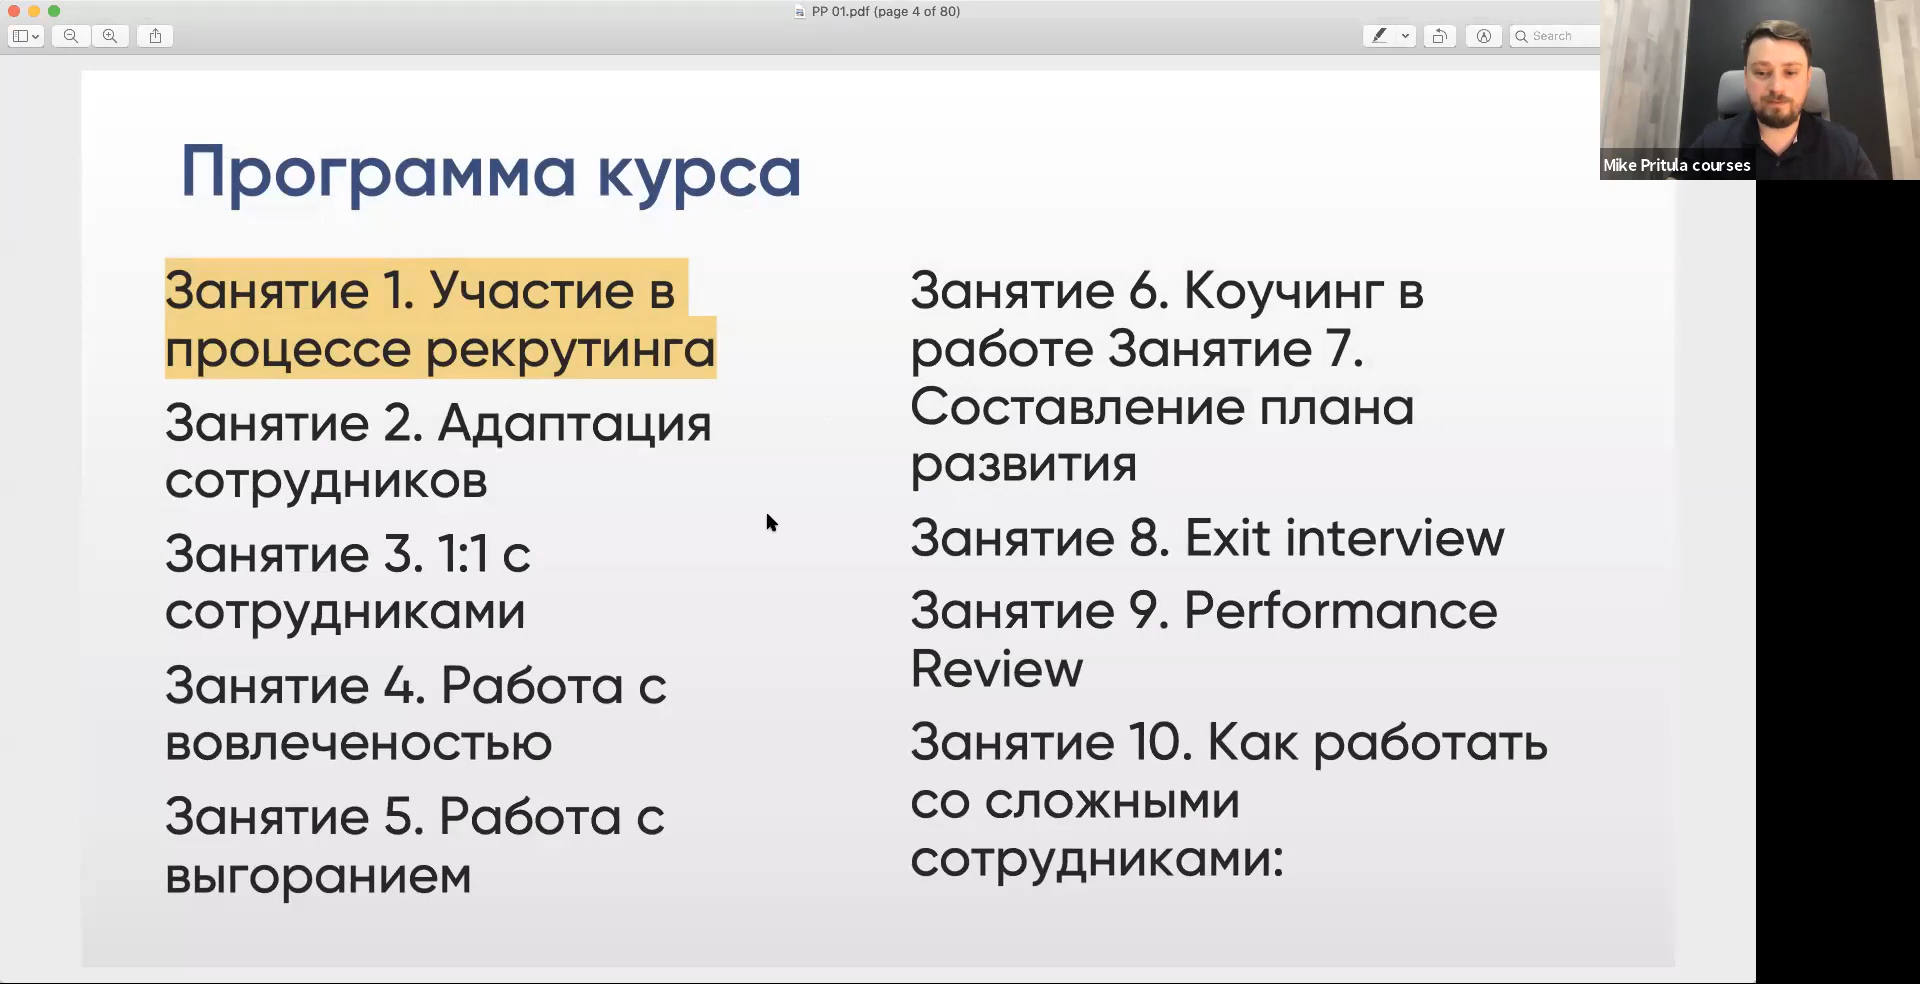 PP 01.pdf (page 4 of 80)
Search
Mike Pritula courses
Программа курса
Занятие 1. Участие в
процессе рекрутинга
Занятие 2. Адаптация
сотрудников
Занятие 3. 1:1 с
сотрудниками
Занятие 4. Работа с
вовлеченостью
Занятие 5. Работа с
выгоранием
Занятие 6. Коучинг в
работе Занятие 7.
Составление плана
развития
Занятие 8. Exit interview
Занятие 9. Performance
Review
Занятие 10. Как работать
со сложными
сотрудниками: